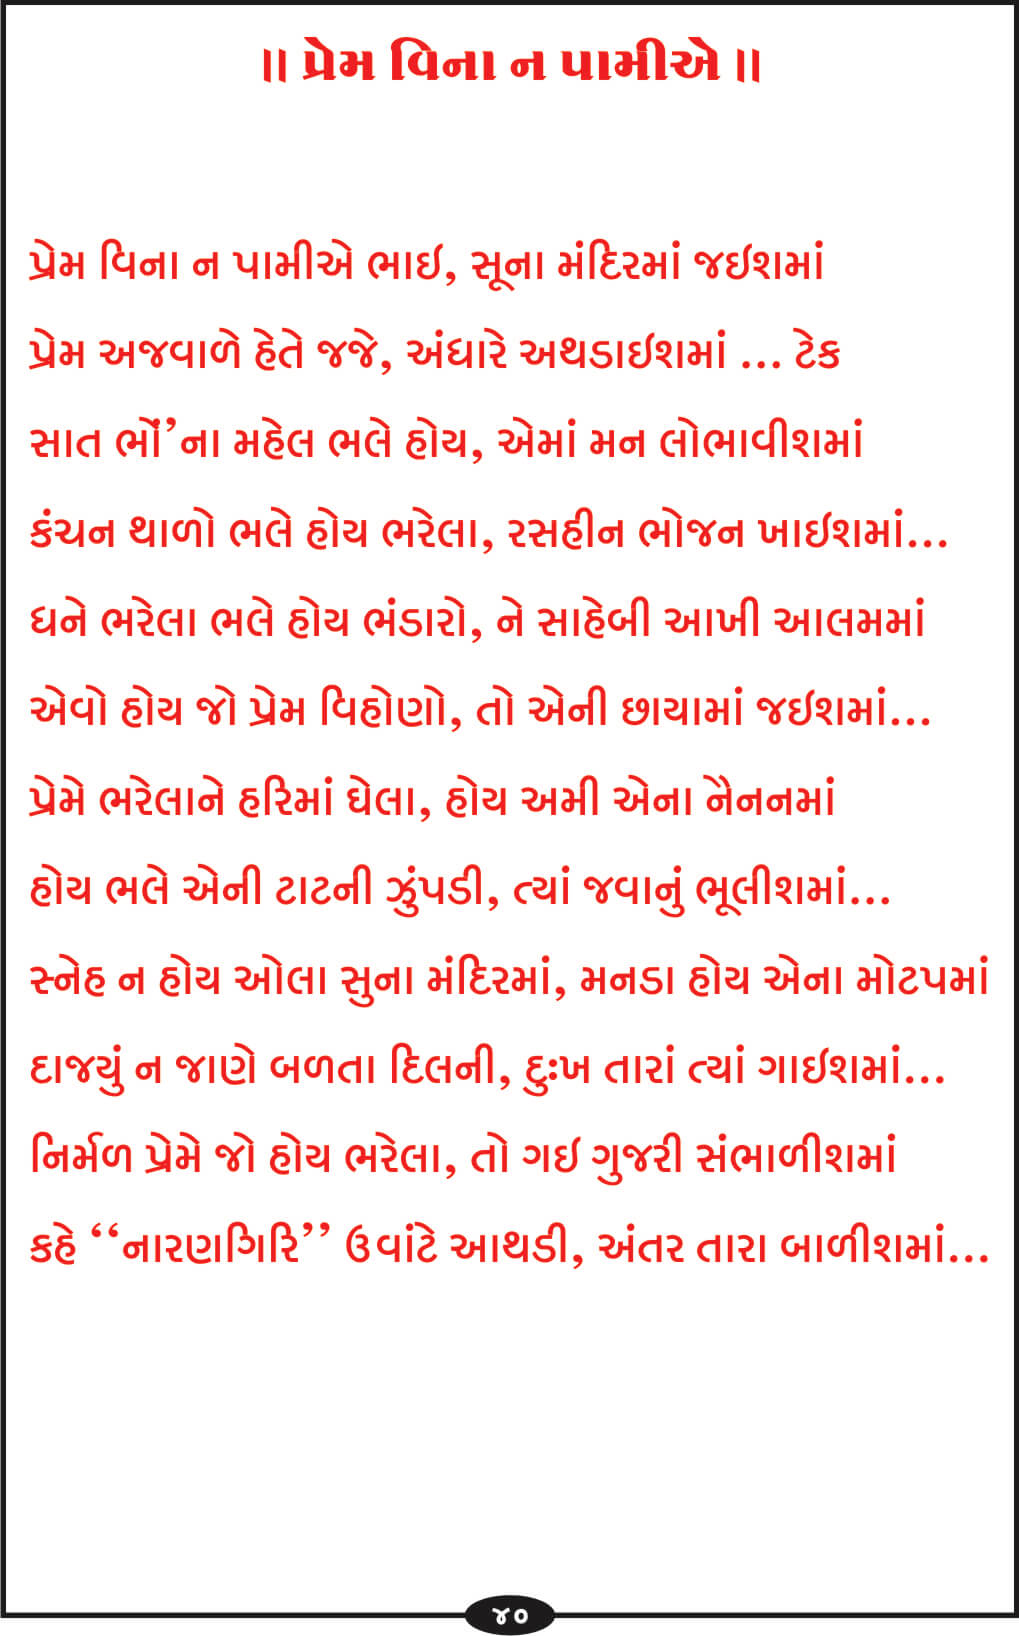 ॥ પ્રેમ વિના ન પામીએ ॥
પ્રેમ વિના ન પામીએ ભાઇ, સૂના મંદિરમાં જઇશમાં
પ્રેમ અજવાળે હેતે જજે, અંધારે અથડાઇશમાં ... ટેક
સાત ભોં’ના મહેલ ભલે હોય, એમાં મન લોભાવીશમાં
કંચન થાળો ભલે હોય ભરેલા, રસહીન ભોજન ખાઇશમાં...
ધને ભરેલા ભલે હોય ભંડારો, ને સાહેબી આખી આલમમાં
એવો હોય જો પ્રેમ વિહોણો, તો એની છાયામાં જઇશમાં...
પ્રેમે ભરેલાને હરિમાં ઘેલા, હોય અમી એના નૈનનમાં
હોય ભલે એની ટાટની ઝુંપડી, ત્યાં જવાનું ભૂલીશમાં...
સ્નેહ ન હોય ઓલા સુના મંદિરમાં, મનડા હોય એના મોટપમાં
દાજયું ન જાણે બળતા દિલની, દુઃખ તારાં ત્યાં ગાઇશમાં...
નિર્મળ પ્રેમે જો હોય ભરેલા, તો ગઇ ગુજરી સંભાળીશમાં
કહે ‘‘નારણગિરિ’’ ઉવાંટે આથડી, અંતર તારા બાળીશમાં...
૪૦